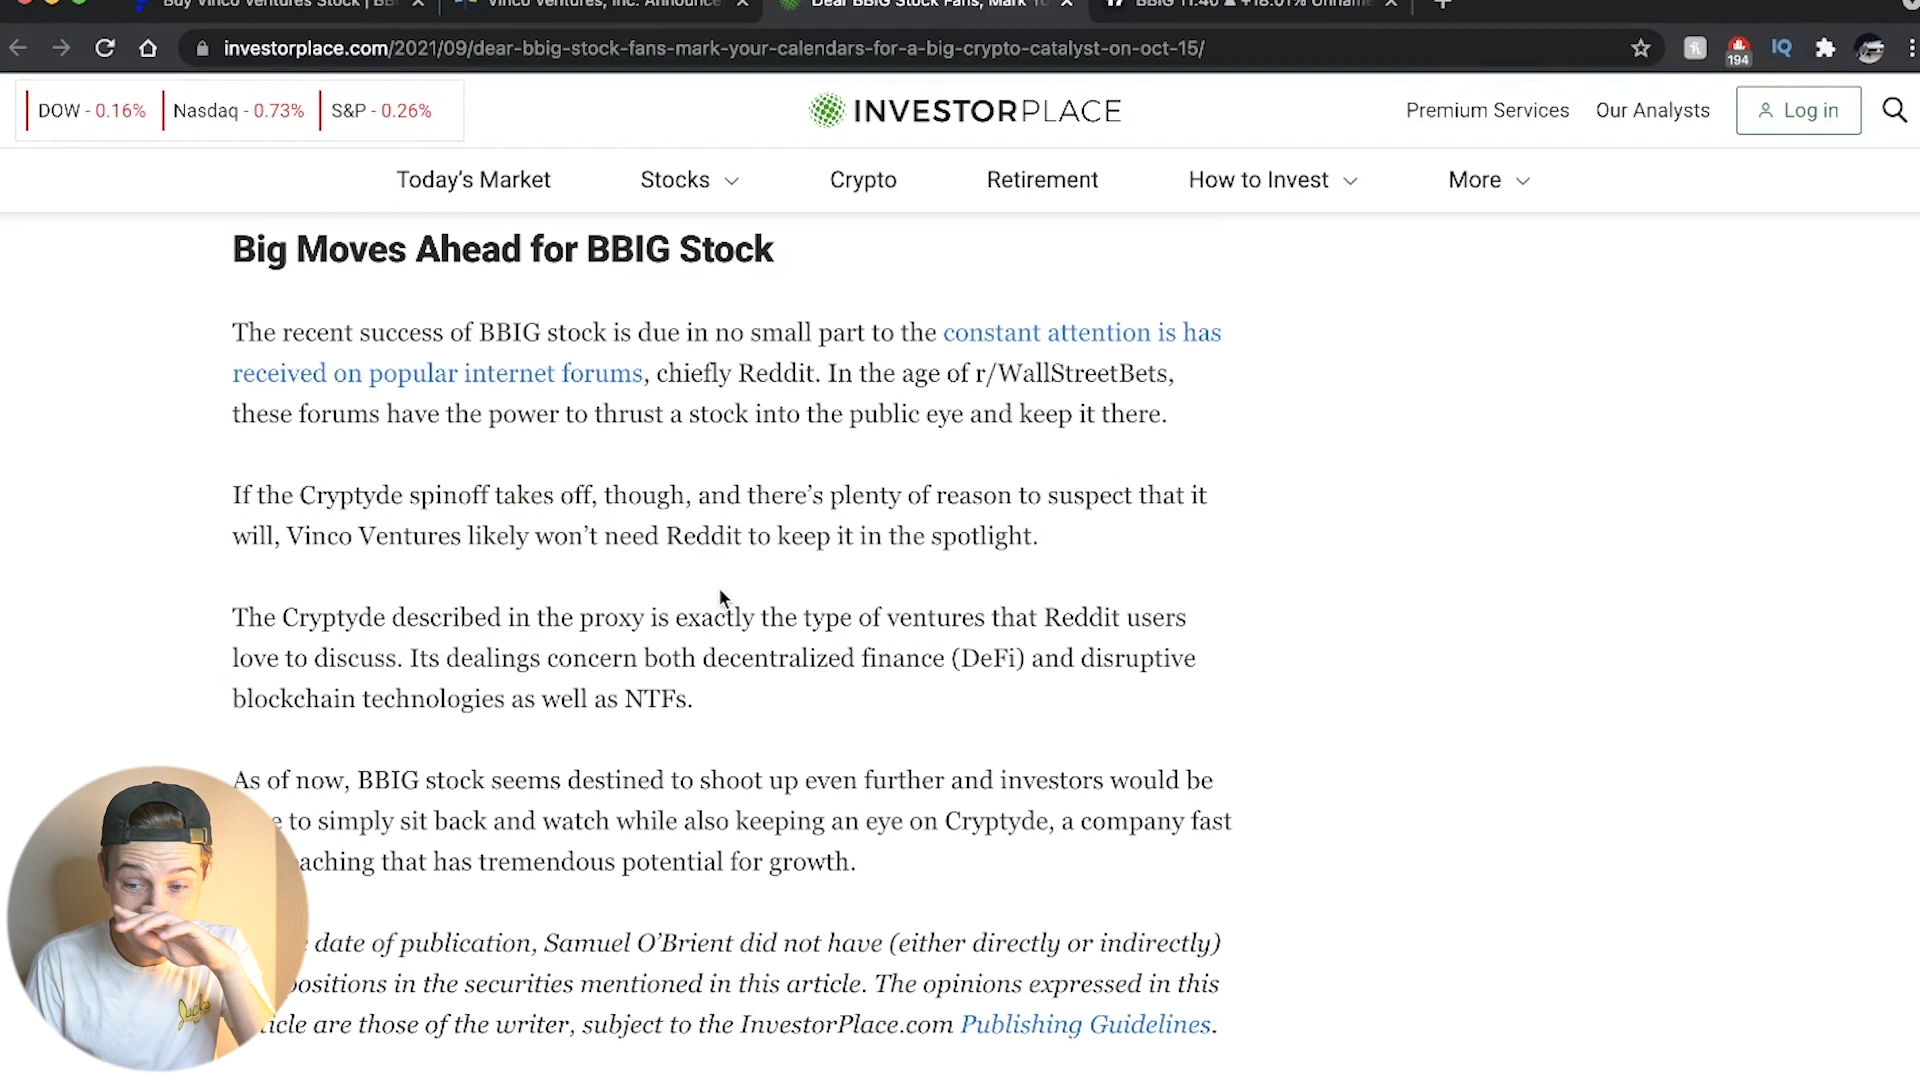 Buy Vinco Ventures Stock | BB
Vinco Ventures, Inc. Announce
Dear BBIG Stock Fans, Mark Yo
BBIG 11.40 ▲ +18.01% Unname
investorplace.com/2021/09/dear-bbig-stock-fans-mark-your-calendars-for-a-big-crypto-catalyst-on-oct-15/
194
IQ
DOW - 0.16% Nasdaq - 0.73% S&P - 0.26%
INVESTORPLACE
Premium Services Our Analysts Log in
Today's Market Stocks Crypto Retirement How to Invest More
Big Moves Ahead for BBIG Stock
The recent success of BBIG stock is due in no small part to the constant attention is has
received on popular internet forums, chiefly Reddit. In the age of r/WallStreetBets,
these forums have the power to thrust a stock into the public eye and keep it there.
If the Cryptyde spinoff takes off, though, and there's plenty of reason to suspect that it
will, Vinco Ventures likely won't need Reddit to keep it in the spotlight.
The Cryptyde described in the proxy is exactly the type of ventures that Reddit users
love to discuss. Its dealings concern both decentralized finance (DeFi) and disruptive
blockchain technologies as well as NTFs.
As of now, BBIG stock seems destined to shoot up even further and investors would be
to simply sit back and watch while also keeping an eye on Cryptyde, a company fast
aching that has tremendous potential for growth.
date of publication, Samuel O'Brient did not have (either directly or indirectly)
positions in the securities mentioned in this article. The opinions expressed in this
icle are those of the writer, subject to the InvestorPlace.com Publishing Guidelines.